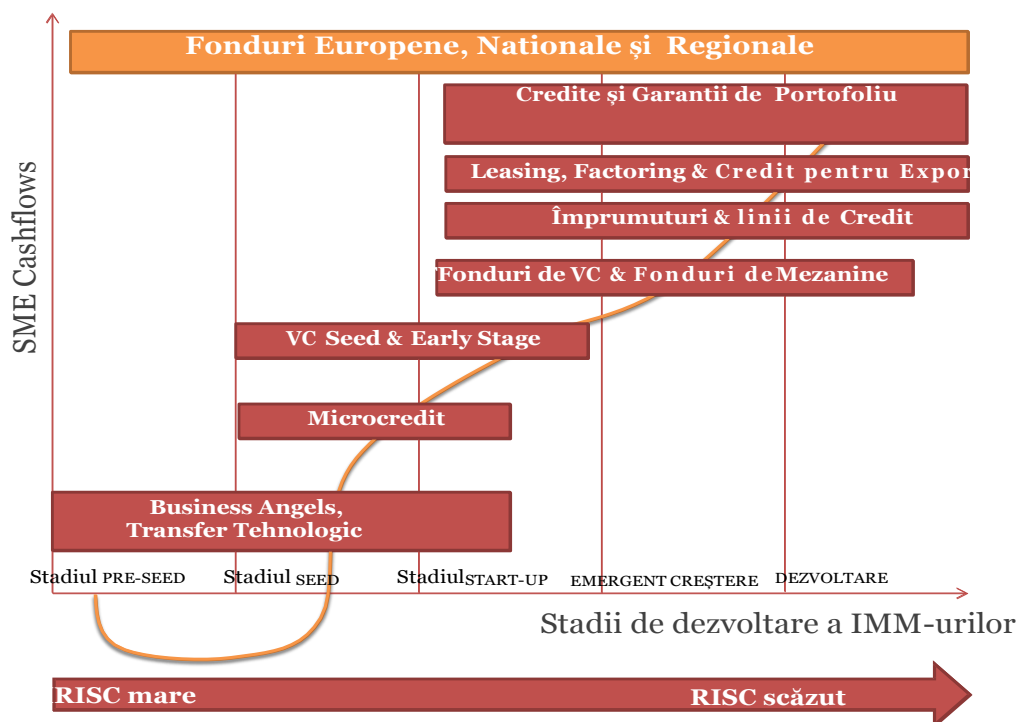 Fonduri Europene, Nationale și Regionale
Credite și Garantii de Portofoliu
Leasing, Factoring & Credit pentru Expor
Împrumuturi & linii de Credit
Fonduri de VC & Fonduri de Mezanine
VC Seed & Early Stage
Microcredit
Business Angels,
Transfer Tehnologic
SME Cashflows
Stadiul PRE-SEED
Stadiul SEED
Stadiul START-UP
EMERGENT CREȘTERE
DEZVOLTARE
Stadii de dezvoltare a IMM-urilor
RISC mare
RISC scăzut